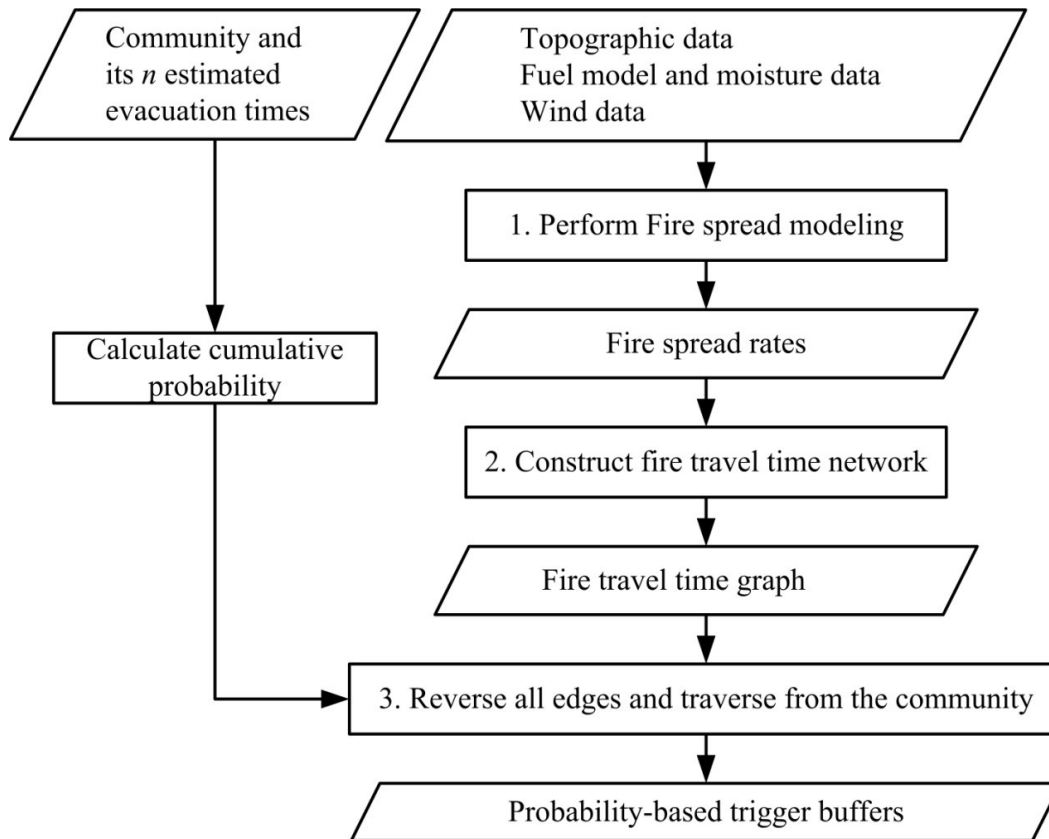 Community and
its n estimated
evacuation times
Topographic data
Fuel model and moisture data
Wind data
1. Perform Fire spread modeling
Fire spread rates
Calculate cumulative
probability
2. Construct fire travel time network
Fire travel time graph
3. Reverse all edges and traverse from the community
Probability-based trigger buffers